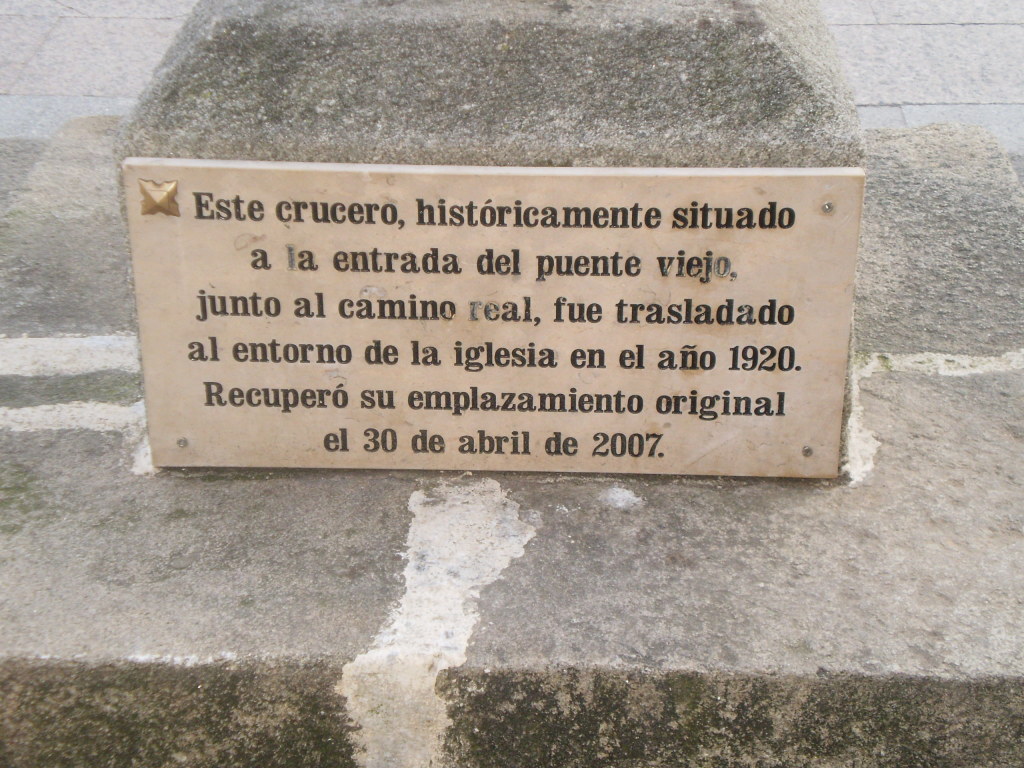 Este crucero, históricamente situado
a la entrada del puente viejo,
junto al camino real, fue trasladado
al entorno de la iglesia en el año 1920.
Recuperó su emplazamiento original
el 30 de abril de 2007.